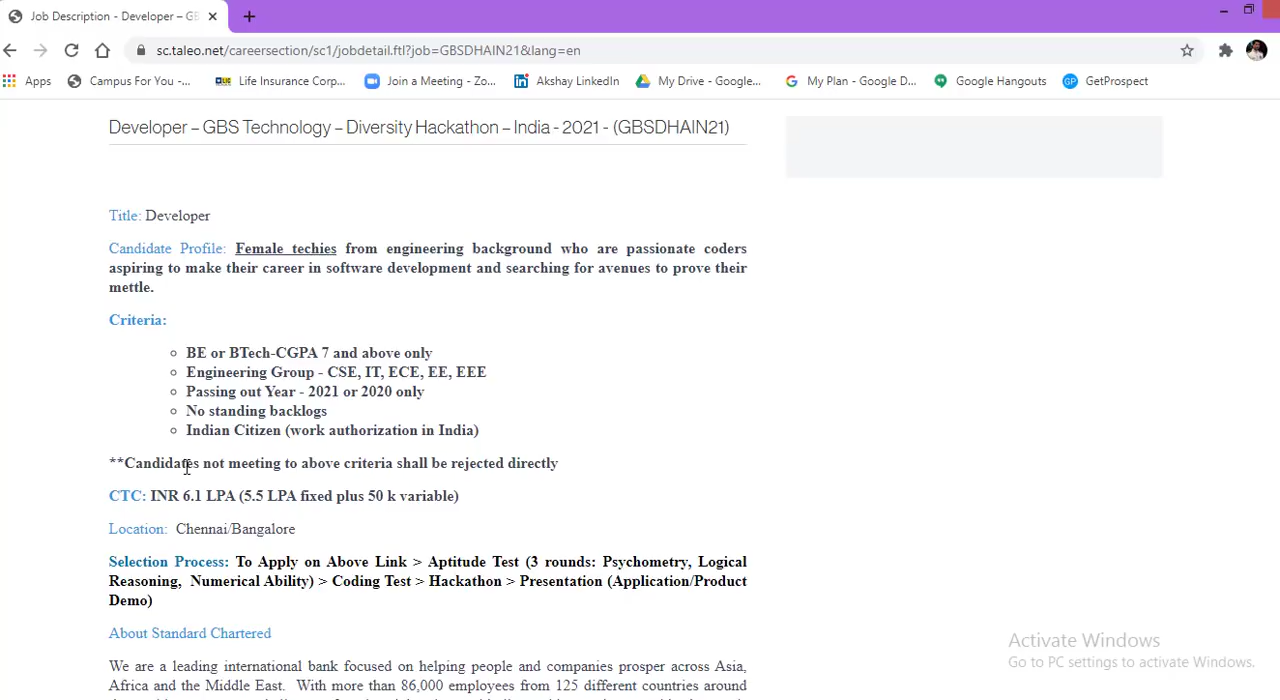 Job Description - Developer – GB
sc.taleo.net/careersection/sc1/jobdetail.ftl?job=GBSDHAIN21&lang=en
Apps Campus For You -... LIC Life Insurance Corp... Join a Meeting - Zo... in Akshay LinkedIn My Drive - Google... G My Plan - Google D... Google Hangouts GP GetProspect
Developer – GBS Technology – Diversity Hackathon – India - 2021 - (GBSDHAIN21)
Title: Developer
Candidate Profile: Female techies from engineering background who are passionate coders
aspiring to make their career in software development and searching for avenues to prove their
mettle.
Criteria:
BE or BTech-CGPA 7 and above only
Engineering Group - CSE, IT, ECE, EE, EEE
Passing out Year - 2021 or 2020 only
No standing backlogs
Indian Citizen (work authorization in India)
**Candidates not meeting to above criteria shall be rejected directly
CTC: INR 6.1 LPA (5.5 LPA fixed plus 50 k variable)
Location: Chennai/Bangalore
Selection Process: To Apply on Above Link > Aptitude Test (3 rounds: Psychometry, Logical
Reasoning, Numerical Ability) > Coding Test > Hackathon > Presentation (Application/Product
Demo)
About Standard Chartered
We are a leading international bank focused on helping people and companies prosper across Asia,
Africa and the Middle East. With more than 86,000 employees from 125 different countries around
Activate Windows
Go to PC settings to activate Windows.